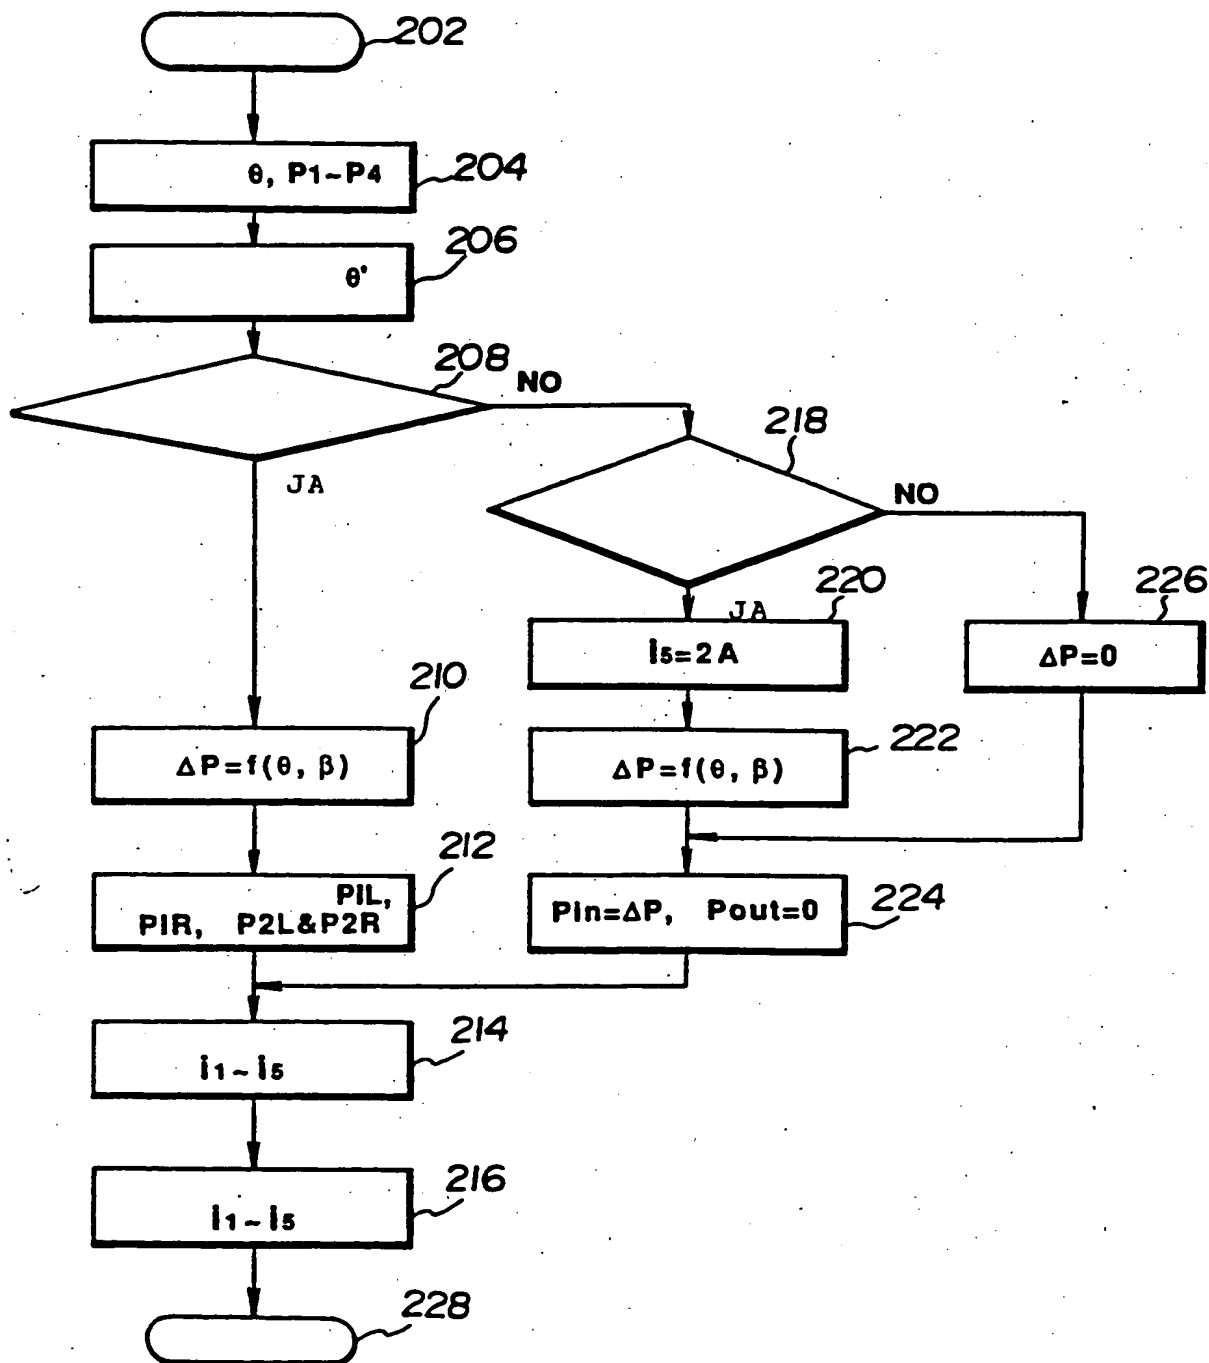 202
θ, P1~P4
204
206
θ'
208
NO
JA
218
NO
JA
220
i5=2A
226
ΔP=0
210
ΔP=f(θ, β)
222
ΔP=f(θ, β)
212
PIL,
PIR, P2L&P2R
224
Pin=ΔP, Pout=0
214
i1~i5
216
i1~i5
228